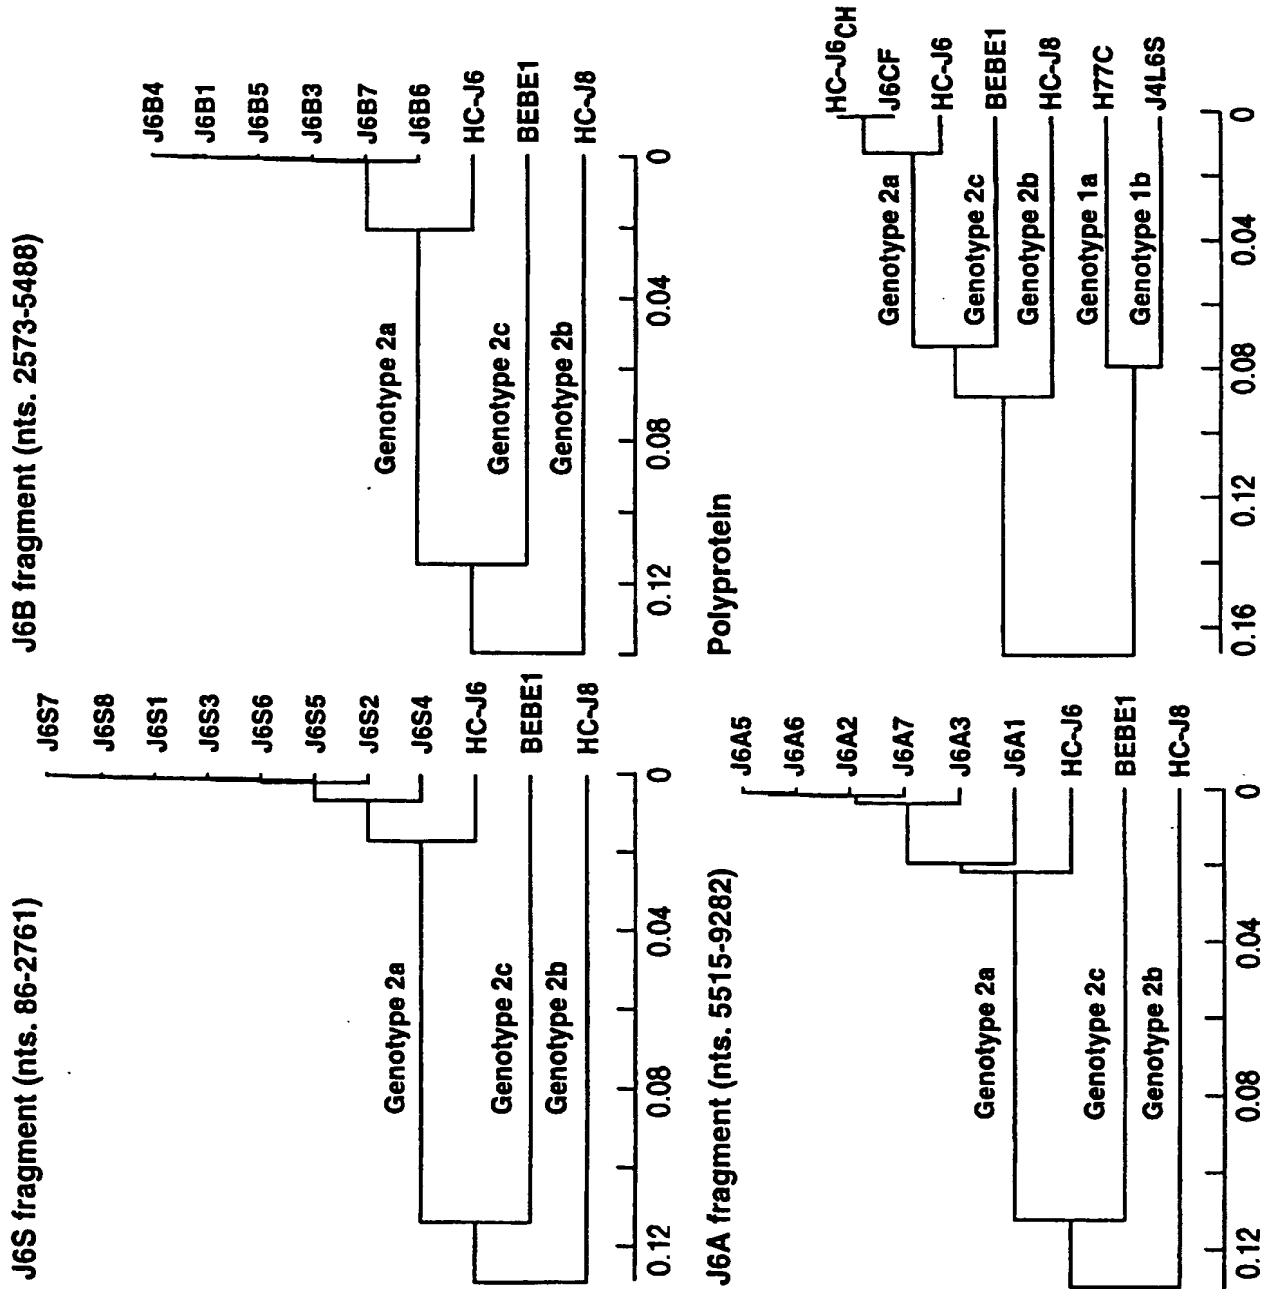 J6S fragment (nts. 86-2761)
J6S7
J6S8
J6S1
J6S3
J6S6
J6S5
J6S2
J6S4
HC-J6
BEBE1
HC-J8
Genotype 2a
Genotype 2c
Genotype 2b
0.12
0.08
0.04
0
J6B fragment (nts. 2573-5488)
J6B4
J6B1
J6B5
J6B3
J6B7
J6B6
HC-J6
BEBE1
HC-J8
Genotype 2a
Genotype 2c
Genotype 2b
0.12
0.08
0.04
0
J6A fragment (nts. 5515-9282)
J6A5
J6A6
J6A2
J6A7
J6A3
J6A1
HC-J6
BEBE1
HC-J8
Genotype 2a
Genotype 2c
Genotype 2b
0.12
0.08
0.04
0
Polyprotein
HC-J6CH
J6CF
HC-J6
BEBE1
HC-J8
H77C
J4L6S
Genotype 2a
Genotype 2c
Genotype 2b
Genotype 1a
Genotype 1b
0.16
0.12
0.08
0.04
0